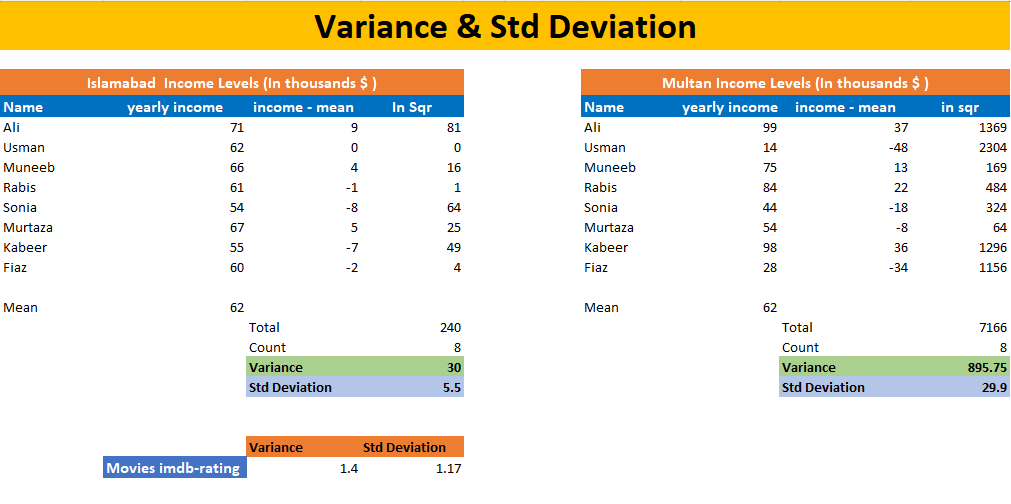 Variance & Std Deviation
Islamabad Income Levels (In thousands $ )
Name yearly income income - mean In Sqr
Ali 71 9 81
Usman 62 0 0
Muneeb 66 4 16
Rabis 61 -1 1
Sonia 54 -8 64
Murtaza 67 5 25
Kabeer 55 -7 49
Fiaz 60 -2 4
Mean 62
Total 240
Count 8
Variance 30
Std Deviation 5.5
Multan Income Levels (In thousands $ )
Name yearly income income - mean in sqr
Ali 99 37 1369
Usman 14 -48 2304
Muneeb 75 13 169
Rabis 84 22 484
Sonia 44 -18 324
Murtaza 54 -8 64
Kabeer 98 36 1296
Fiaz 28 -34 1156
Mean 62
Total 7166
Count 8
Variance 895.75
Std Deviation 29.9
Variance Std Deviation
Movies imdb-rating 1.4 1.17